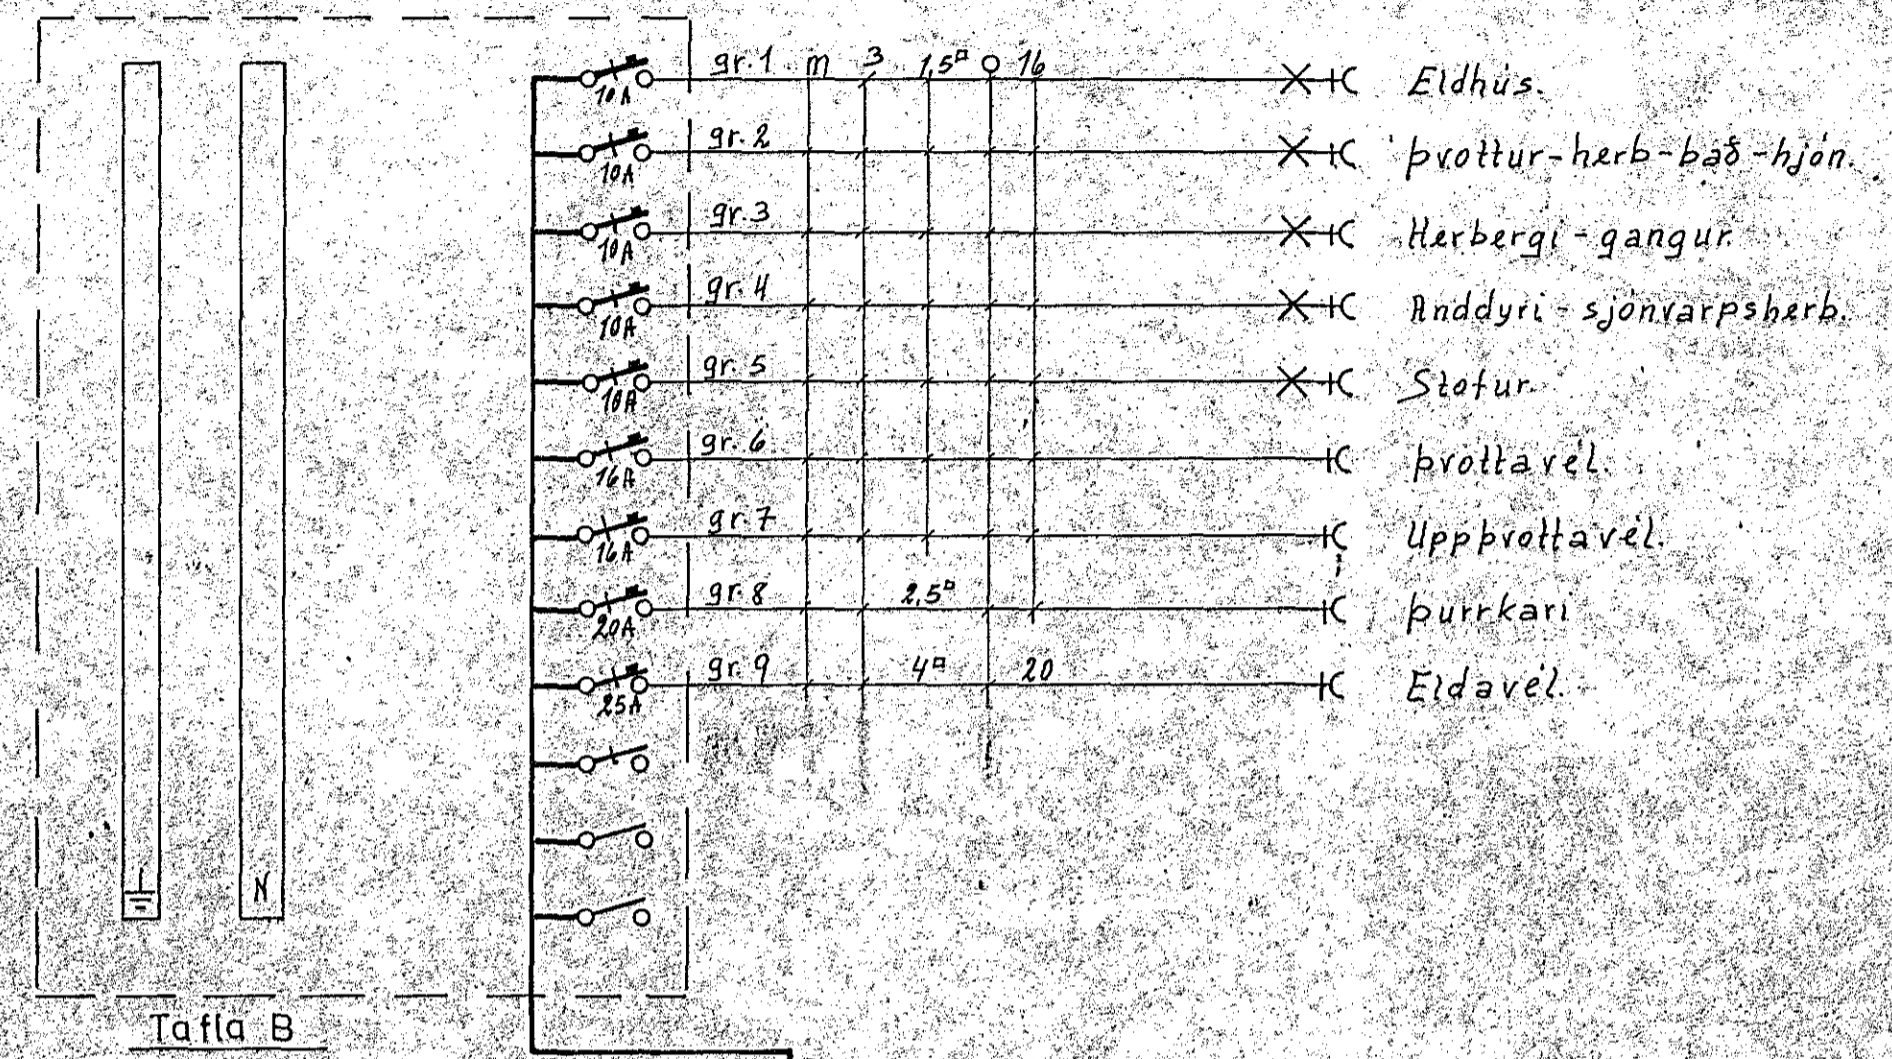 gr.1 m 3 1,5□ O 16 Eldhús.
10A
gr.2 þvottur-herb-bað-hjón.
10A
gr.3 Herbergi - gangur.
10A
gr.4 Anddyri - sjónvarpsherb.
10A
gr.5 Stofur.
10A
gr.6 þvottavél.
16A
gr.7 Uppþvottavél.
16A
gr.8 2,5□ þurrkari
20A
gr.9 4□ 20 Eldavél.
25A
N
Tafla B